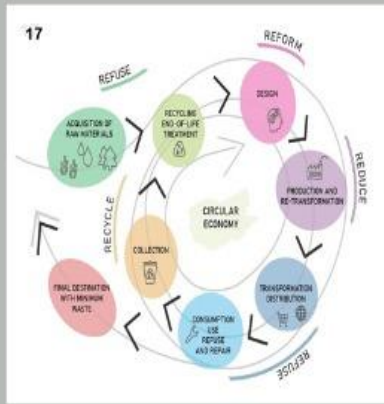 17
REFORM
REFUSE
ACQUISITION OF
RAW MATERIALS
RECYCLING
END-OF-LIFE
TREATMENT
DESIGN
REDUCE
PRODUCTION AND
RE-TRANSFORMATION
RECYCLE
CIRCULAR
ECONOMY
COLLECTION
TRANSFORMATION
DISTRIBUTION
FINAL DESTINATION
WITH MINIMUM
WASTE
CONSUMPTION
USE
REFUSE
AND REPAIR
REFUSE